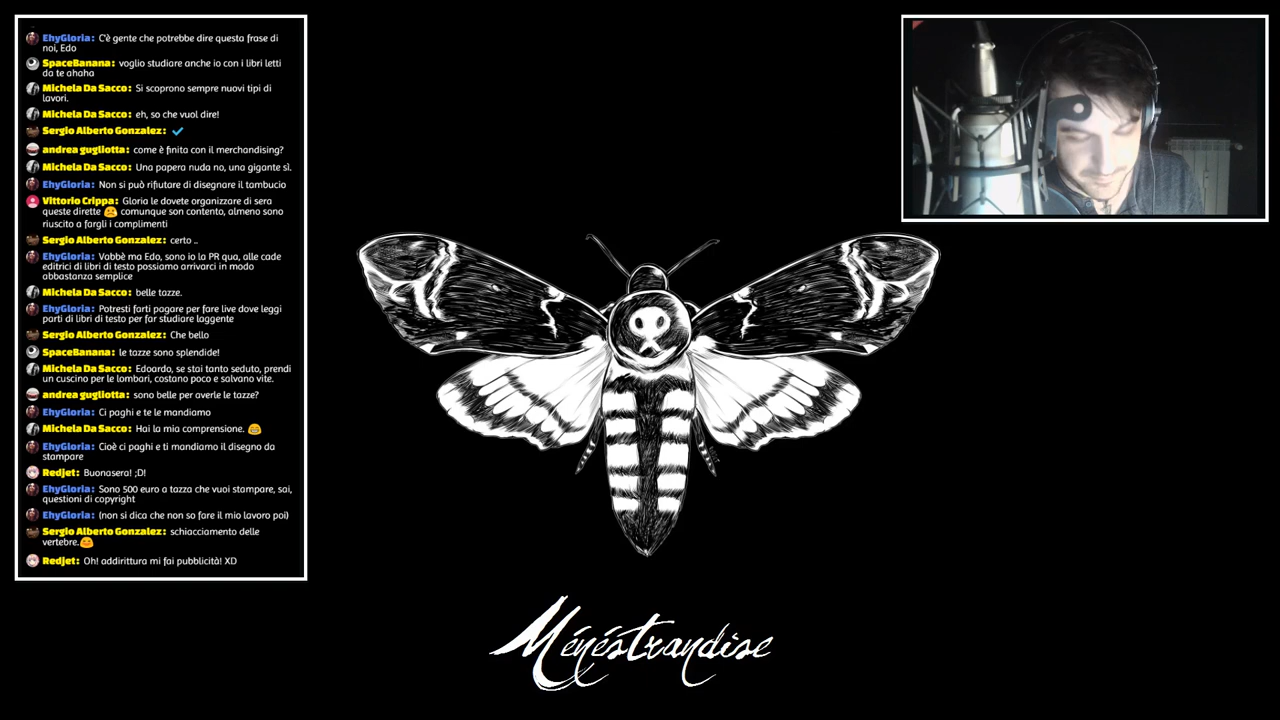 EhyGloria: C'è gente che potrebbe dire questa frase di
noi, Edo
SpaceBanana: voglio studiare anche io con i libri letti
da te ahaha
Michela Da Sacco: Si scoprono sempre nuovi tipi di
lavori.
Michela Da Sacco: eh, so che vuol dire!
Sergio Alberto Gonzalez:
andrea gugliotta: come è finita con il merchandising?
Michela Da Sacco: Una papera nuda no, una gigante sì.
EhyGloria: Non si può rifiutare di disegnare il tambucio
Vittorio Crippa: Gloria le dovete organizzare di sera
queste dirette comunque son contento, almeno sono
riuscito a fargli i complimenti
Sergio Alberto Gonzalez: certo ..
EhyGloria: Vabbè ma Edo, sono io la PR qua, alle cade
editrici di libri di testo possiamo arrivarci in modo
abbastanza semplice
Michela Da Sacco: belle tazze.
EhyGloria: Potresti farti pagare per fare live dove leggi
parti di libri di testo per far studiare laggente
Sergio Alberto Gonzalez: Che bello
SpaceBanana: le tazze sono splendide!
Michela Da Sacco: Edoardo, se stai tanto seduto, prendi
un cuscino per le lombari, costano poco e salvano vite.
andrea gugliotta: sono belle per averle le tazze?
EhyGloria: Ci paghi e te le mandiamo
Michela Da Sacco: Hai la mia comprensione.
EhyGloria: Cioè ci paghi e ti mandiamo il disegno da
stampare
Redjet: Buonasera! ;D!
EhyGloria: Sono 500 euro a tazza che vuoi stampare, sai,
questioni di copyright
EhyGloria: (non si dica che non so fare il mio lavoro poi)
Sergio Alberto Gonzalez: schiacciamento delle
vertebre.
Redjet: Oh! addirittura mi fai pubblicità! XD
Ménéstrandise